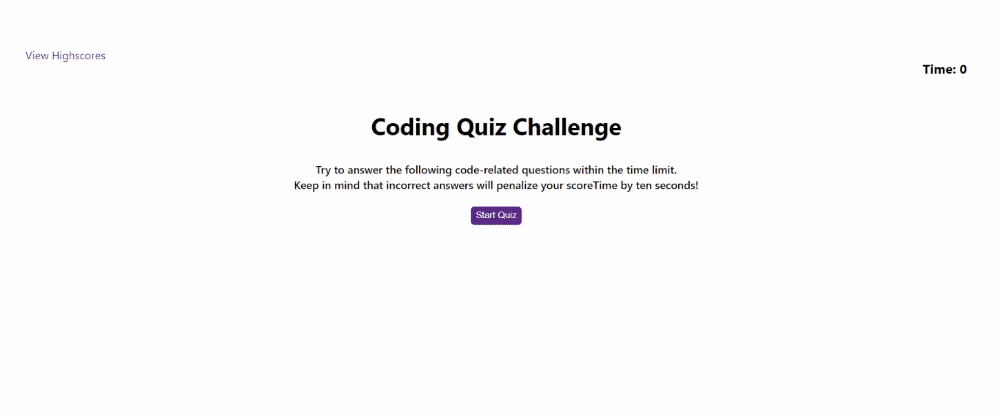 View Highscores
Time: 0
Coding Quiz Challenge
Try to answer the following code-related questions within the time limit.
Keep in mind that incorrect answers will penalize your scoreTime by ten seconds!
Start Quiz